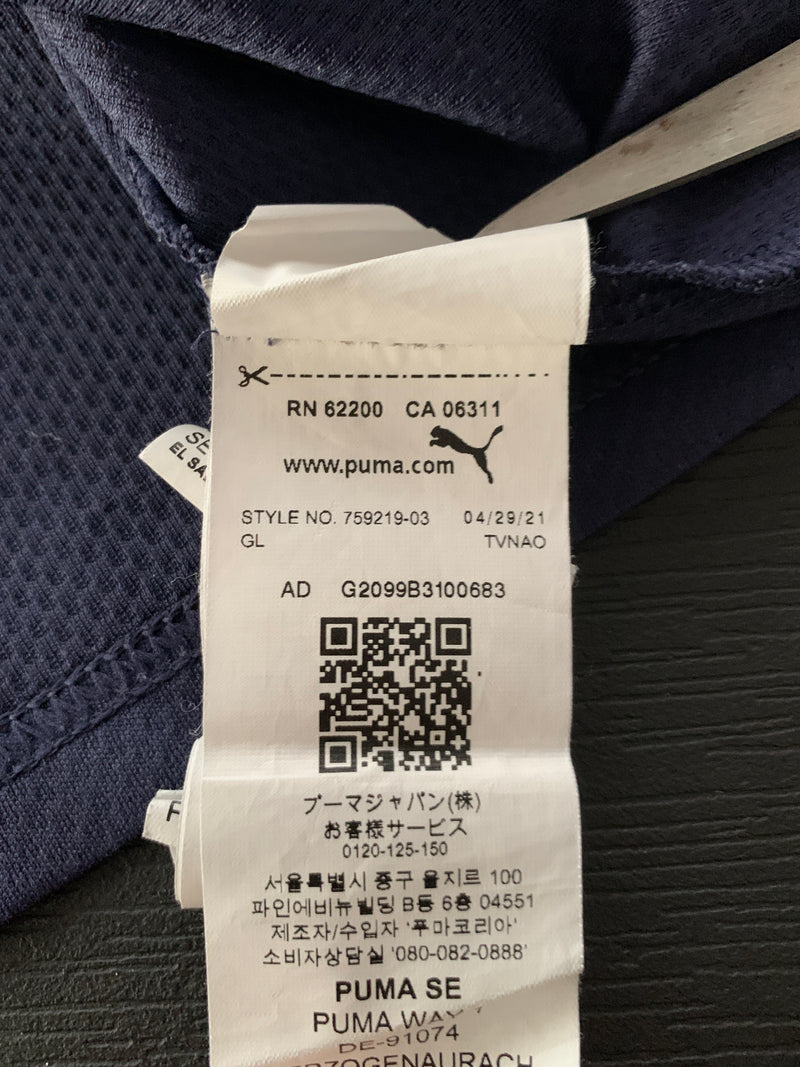 RN 62200 CA 06311
www.puma.com
STYLE NO. 759219-03 04/29/21
GL TVNAO
AD G2099B3100683
プーマジャパン(株)
お客様サービス
0120-125-150
서울특별시 중구 을지르 100
파인에비뉴빌딩 B동 6층 04551
제조자/수입자 '푸마코리아'
소비자상담실 '080-082-0888'
PUMA SE
PUMA WAY
DE-91074